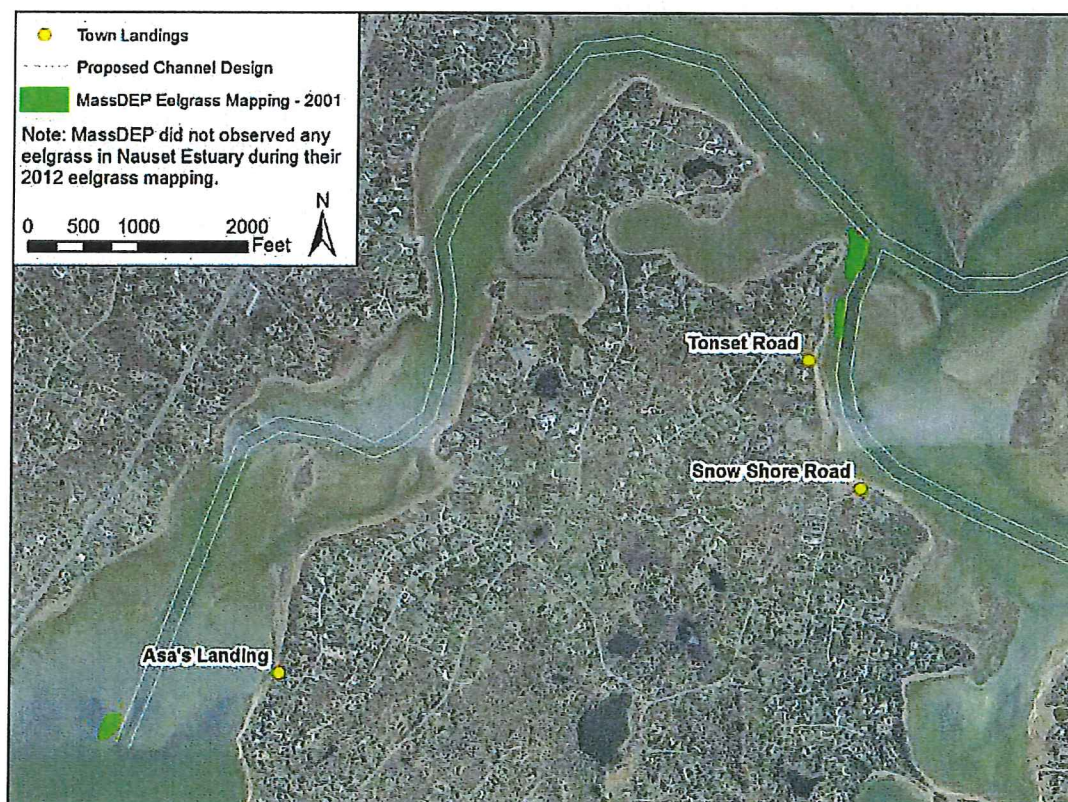 Town Landings
Proposed Channel Design
MassDEP Eelgrass Mapping - 2001
Note: MassDEP did not observed any
eelgrass in Nauset Estuary during their
2012 eelgrass mapping.
N
0 500 1000 2000
Feet
Tonset Road
Snow Shore Road
Asa's Landing